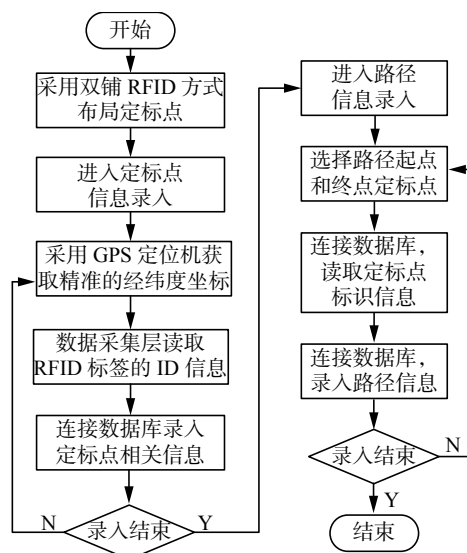 开始
采用双铺 RFID 方式
布局定标点
进入定标点
信息录入
采用 GPS 定位机获
取精准的经纬度坐标
数据采集层读取
RFID 标签的 ID 信息
连接数据库录入
定标点相关信息
N
录入结束
Y
进入路径
信息录入
选择路径起点
和终点定标点
连接数据库，
读取定标点
标识信息
连接数据库，
录入路径信息
录入结束
N
Y
结束